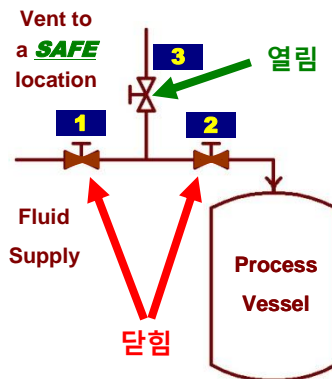 Vent to
a SAFE
location
3
열림
1
2
Fluid
Supply
Process
Vessel
닫힘